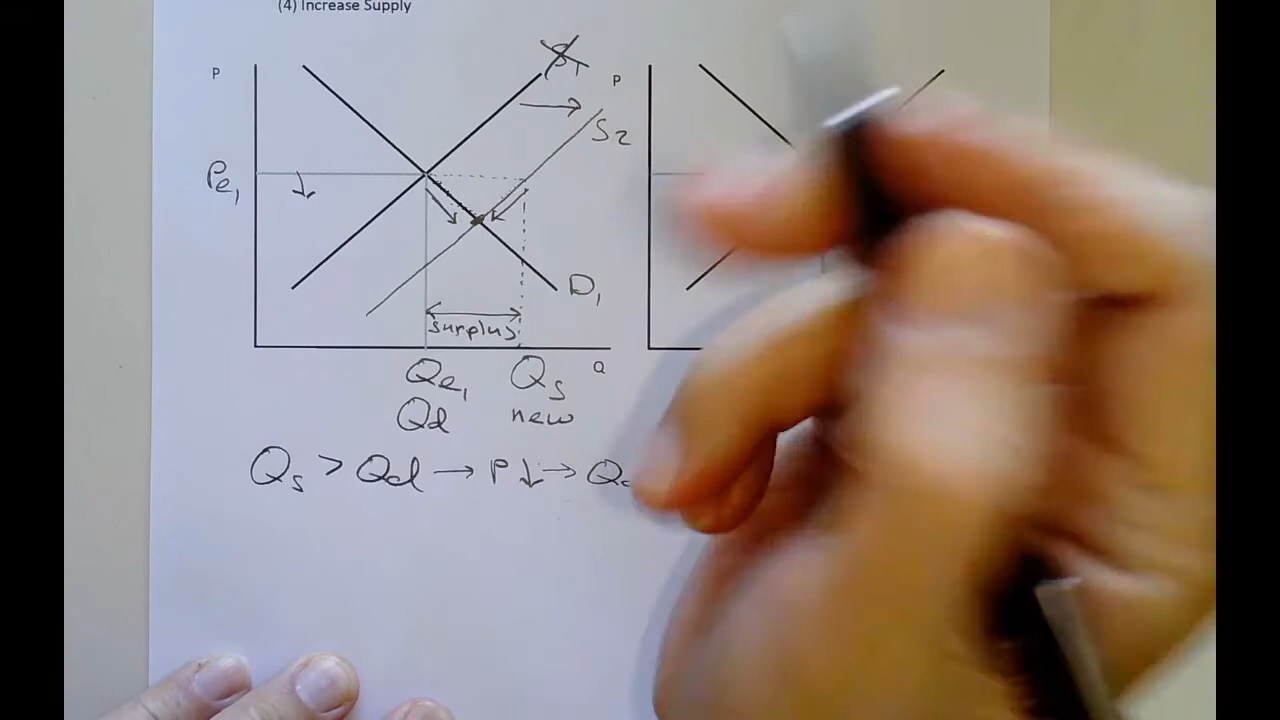 (4) Increase Supply
S1
P
P
S2
Pe1
D1
surplus
Qe1 Qs Q
Qd new
Qs > Qd → P ↓ → Q